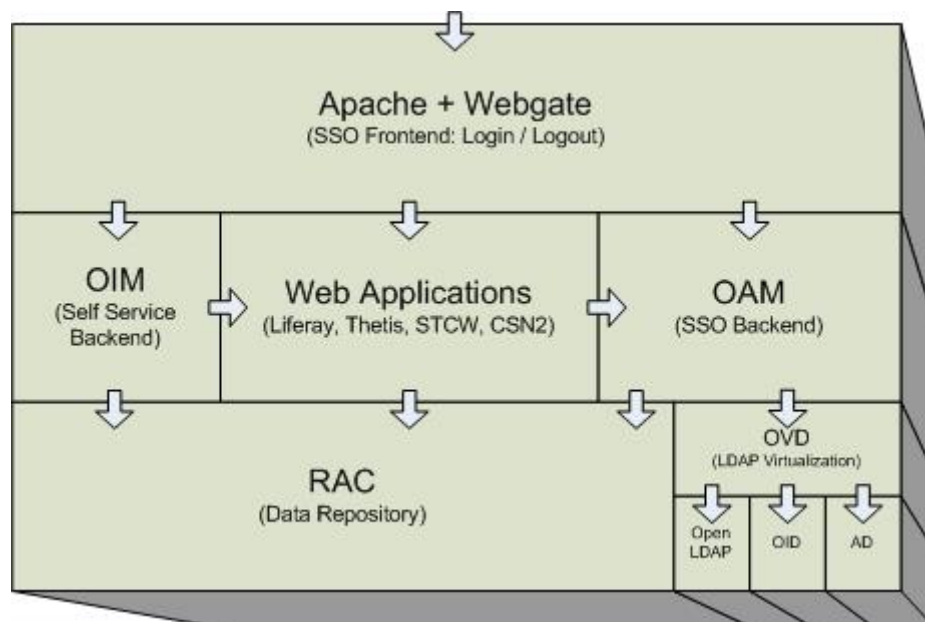 Apache + Webgate
(SSO Frontend: Login / Logout)
OIM
(Self Service
Backend)
Web Applications
(Liferay, Thetis, STCW, CSN2)
OAM
(SSO Backend)
RAC
(Data Repository)
OVD
(LDAP Virtualization)
Open
LDAP
OID
AD